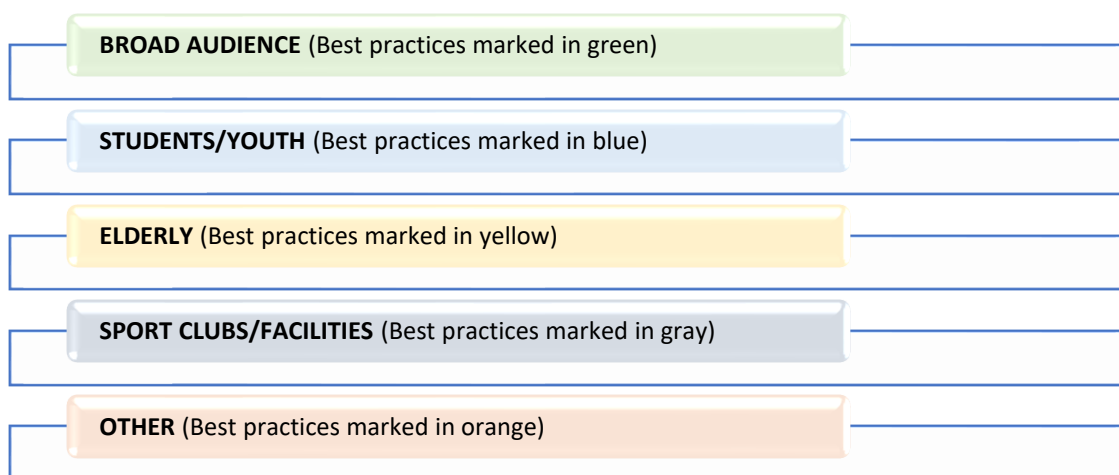 BROAD AUDIENCE (Best practices marked in green)
STUDENTS/YOUTH (Best practices marked in blue)
ELDERLY (Best practices marked in yellow)
SPORT CLUBS/FACILITIES (Best practices marked in gray)
OTHER (Best practices marked in orange)